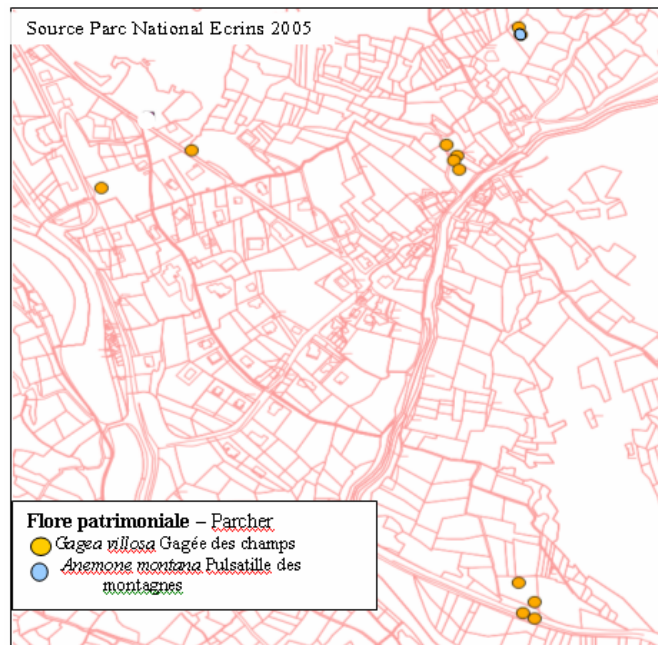 Source Parc National Ecrins 2005
Flore patrimoniale – Parcher
Gagea villosa Gagée des champs
Anemone montana Pulsatille des
montagnes